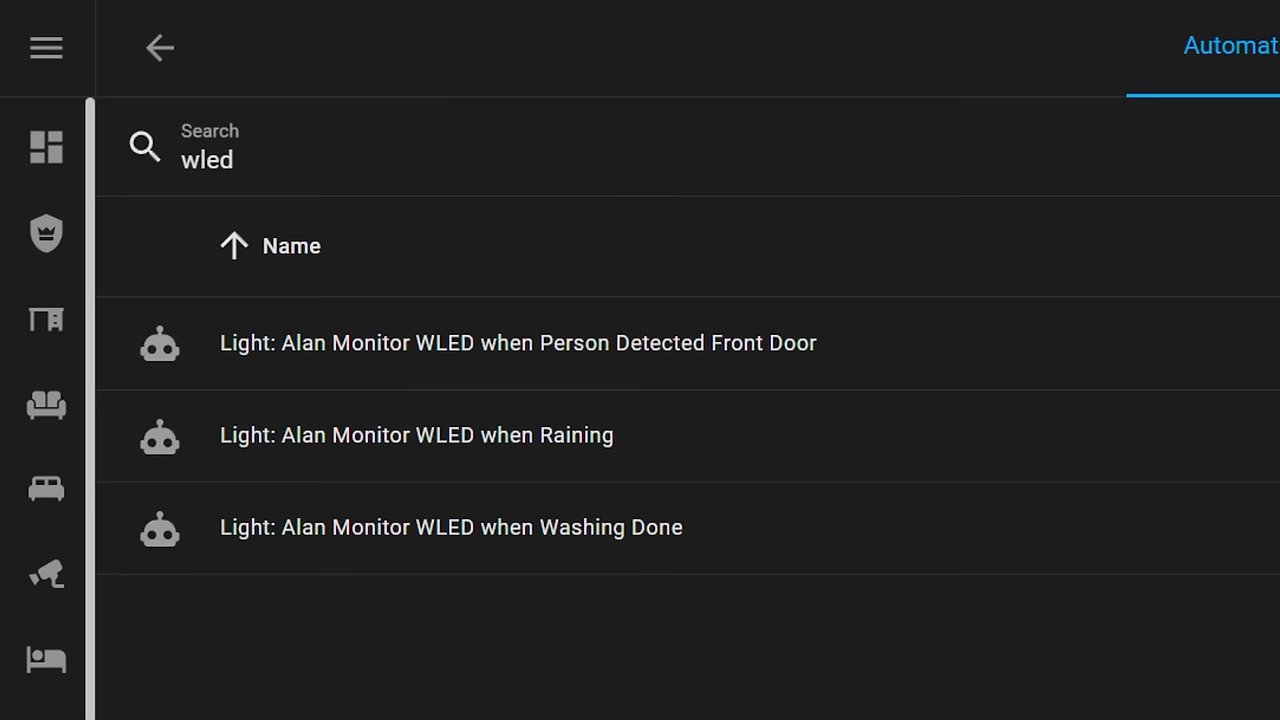 Automat
Search
wled
Name
Light: Alan Monitor WLED when Person Detected Front Door
Light: Alan Monitor WLED when Raining
Light: Alan Monitor WLED when Washing Done